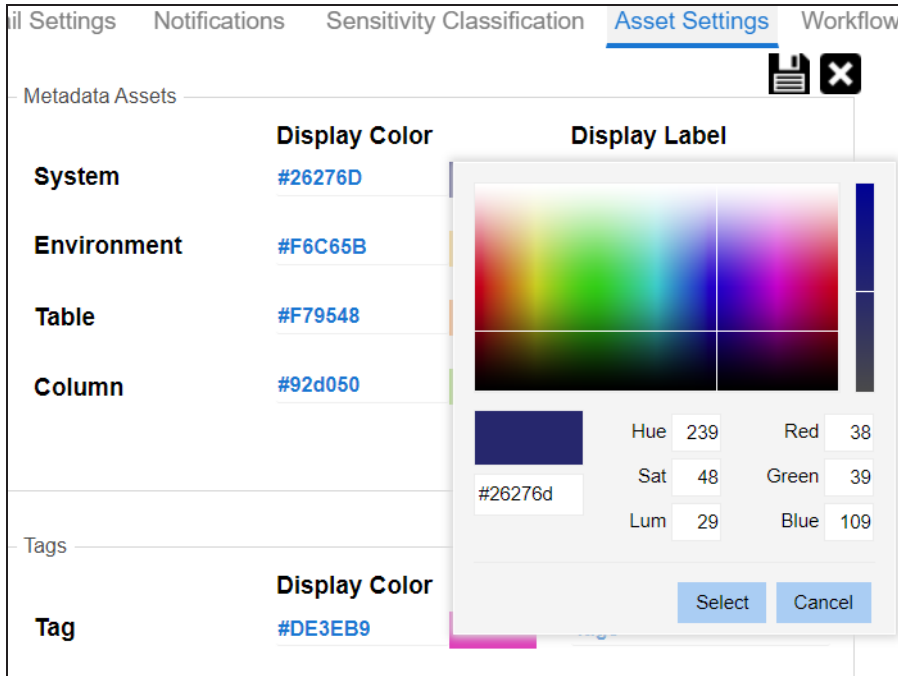 il Settings Notifications Sensitivity Classification Asset Settings Workflow
Metadata Assets
Display Color Display Label
System #26276D
Environment #F6C65B
Table #F79548
Column #92d050
Hue 239 Red 38
#26276d Sat 48 Green 39
Lum 29 Blue 109
Select Cancel
Tags
Display Color
Tag #DE3EB9